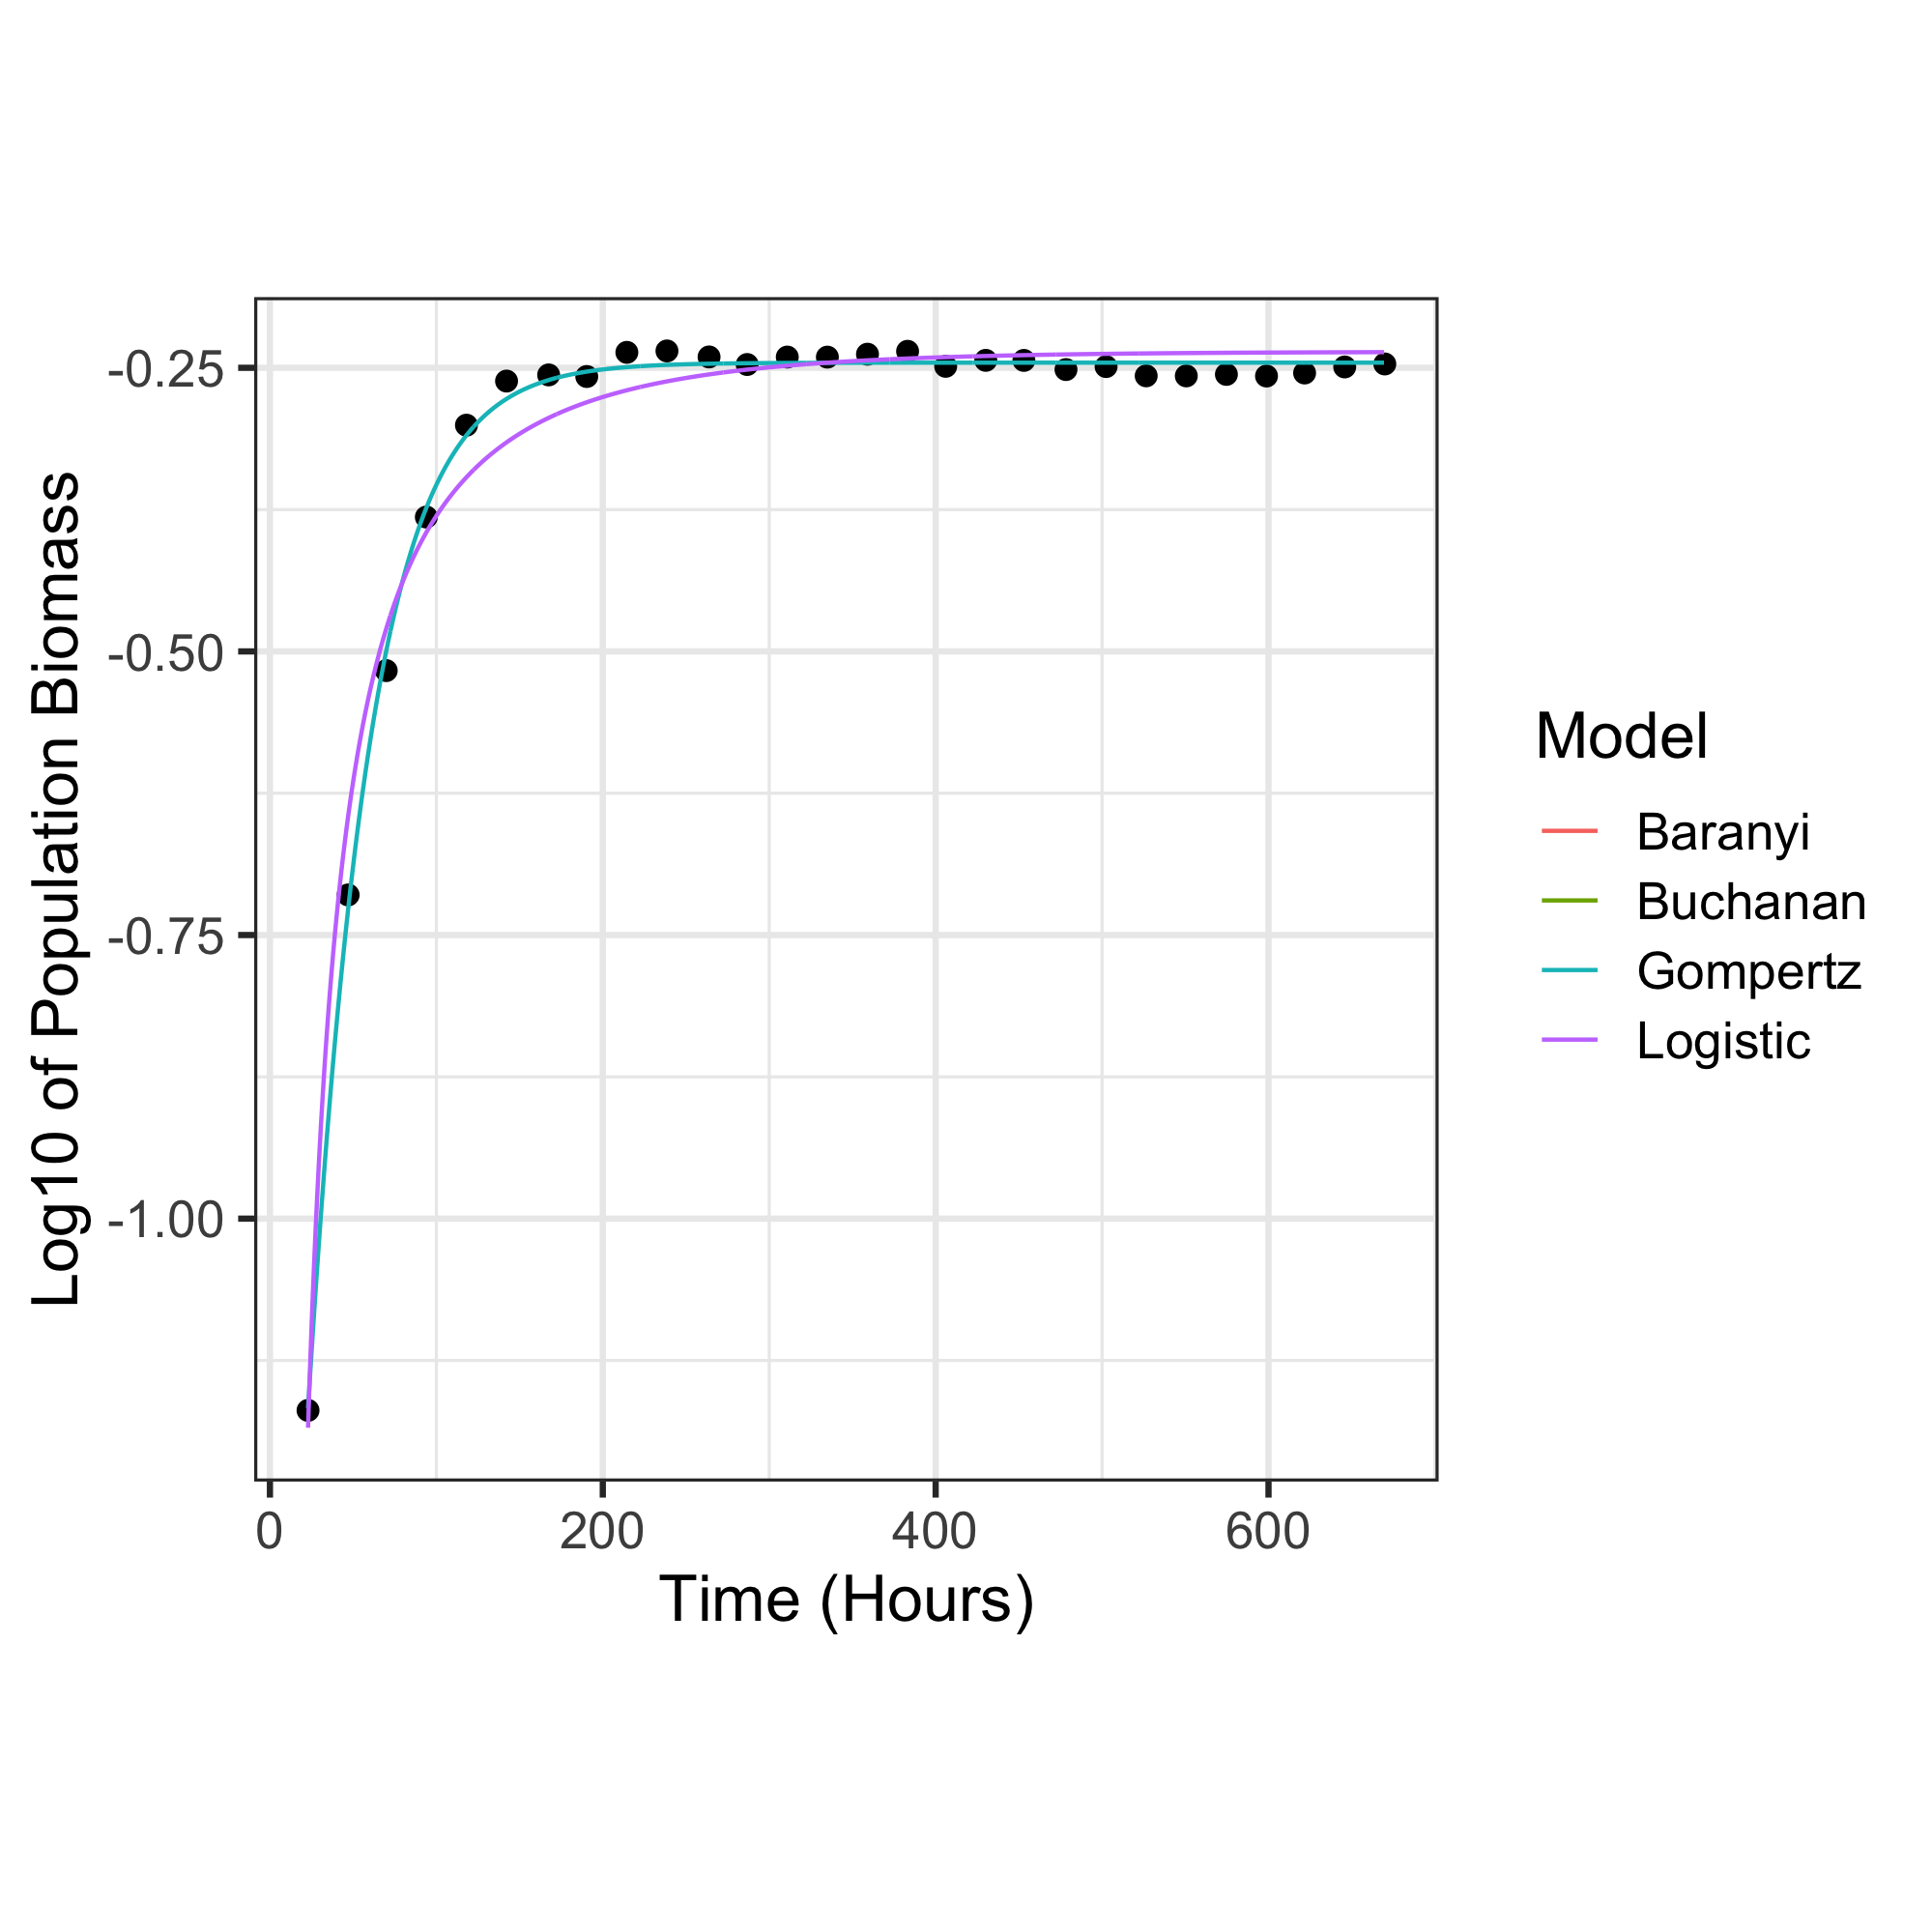 Log10 of Population Biomass
-0.25
-0.50
-0.75
-1.00
0 200 400 600
Time (Hours)
Model
Baranyi
Buchanan
Gompertz
Logistic